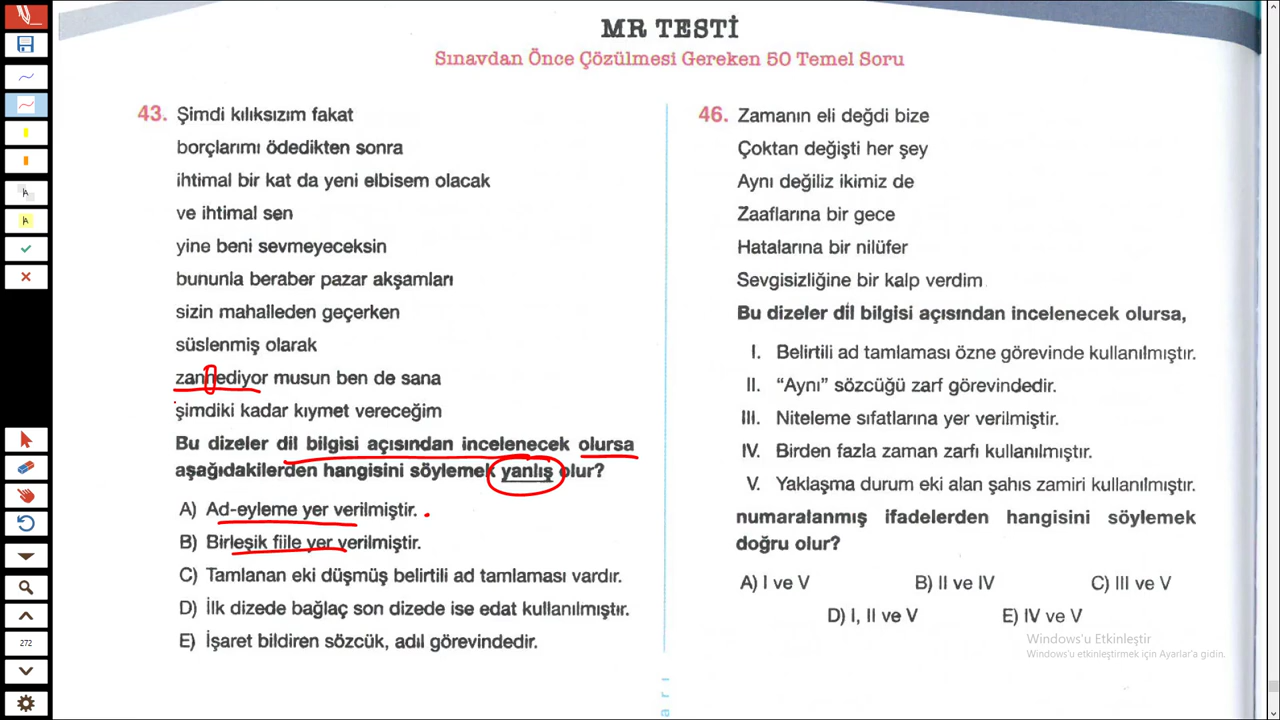 MR TESTİ
Sınavdan Önce Çözülmesi Gereken 50 Temel Soru
43. Şimdi kılıksızım fakat
borçlarımı ödedikten sonra
ihtimal bir kat da yeni elbisem olacak
ve ihtimal sen
yine beni sevmeyeceksin
bununla beraber pazar akşamları
sizin mahalleden geçerken
süslenmiş olarak
zannediyor musun ben de sana
şimdiki kadar kıymet vereceğim
Bu dizeler dil bilgisi açısından incelenecek olursa
aşağıdakilerden hangisini söylemek yanlış olur?
A) Ad-eyleme yer verilmiştir.
B) Birleşik fiile yer verilmiştir.
C) Tamlanan eki düşmüş belirtili ad tamlaması vardır.
D) İlk dizede bağlaç son dizede ise edat kullanılmıştır.
E) İşaret bildiren sözcük, adıl görevindedir.
46. Zamanın eli değdi bize
Çoktan değişti her şey
Aynı değiliz ikimiz de
Zaaflarına bir gece
Hatalarına bir nilüfer
Sevgisizliğine bir kalp verdim
Bu dizeler dil bilgisi açısından incelenecek olursa,
I. Belirtili ad tamlaması özne görevinde kullanılmıştır.
II. “Aynı” sözcüğü zarf görevindedir.
III. Niteleme sıfatlarına yer verilmiştir.
IV. Birden fazla zaman zarfı kullanılmıştır.
V. Yaklaşma durum eki alan şahıs zamiri kullanılmıştır.
numaralanmış ifadelerden hangisini söylemek
doğru olur?
A) I ve V B) II ve IV C) III ve V
D) I, II ve V E) IV ve V
Windows'u Etkinleştir
Windows'u etkinleştirmek için Ayarlar'a gidin.
272
A
A
a r ı